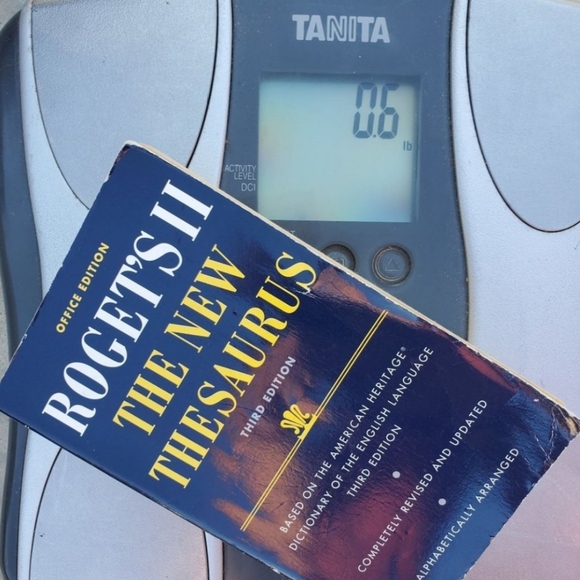 TANITA
0.6
lb
ACTIVITY
LEVEL
DCI
OFFICE EDITION
ROGET'S II
THE NEW
THESAURUS
THIRD EDITION
BASED ON THE AMERICAN HERITAGE®
DICTIONARY OF THE ENGLISH LANGUAGE
THIRD EDITION
COMPLETELY REVISED AND UPDATED
ALPHABETICALLY ARRANGED